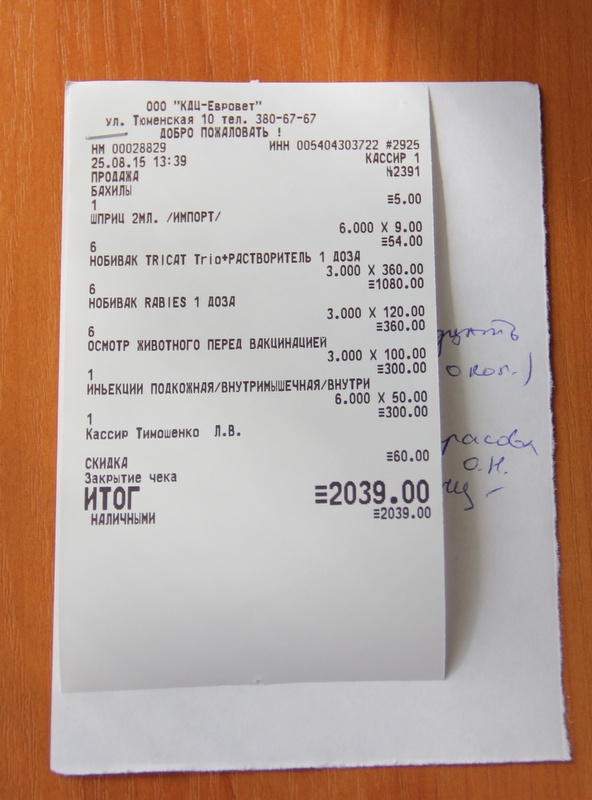 ООО "КДЦ-Евровет"
ул. Тюменская 10 тел. 380-67-67
ДОБРО ПОЖАЛОВАТЬ !
НМ 00028829 ИНН 005404303722 #2925
25.08.15 13:39 КАССИР 1
ПРОДАЖА №2391
БАХИЛЫ
1 ≡5.00
ШПРИЦ 2МЛ. /ИМПОРТ/
6.000 X 9.00
6 ≡54.00
НОБИВАК TRICAT Trio+РАСТВОРИТЕЛЬ 1 ДОЗА
3.000 X 360.00
6 ≡1080.00
НОБИВАК RABIES 1 ДОЗА
3.000 X 120.00
6 ≡360.00
ОСМОТР ЖИВОТНОГО ПЕРЕД ВАКЦИНАЦИЕЙ
3.000 X 100.00
1 ≡300.00
ИНЬЕКЦИИ ПОДКОЖНАЯ/ВНУТРИМЫШЕЧНАЯ/ВНУТРИ
6.000 X 50.00
1 ≡300.00
Кассир Тимошенко Л.В.
СКИДКА ≡60.00
Закрытие чека
ИТОГ ≡2039.00
НАЛИЧНЫМИ ≡2039.00
О.Н.